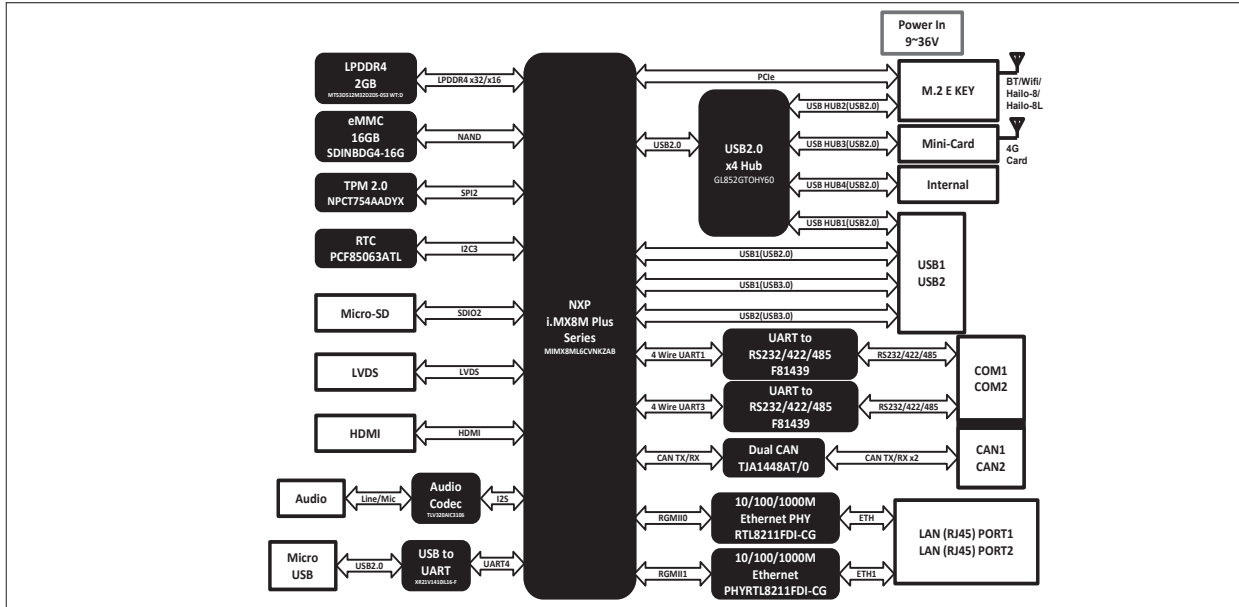 Power In
9~36V
LPDDR4
2GB
MT53D512M32D2DS-053 WT:D
LPDDR4 x32/x16
eMMC
16GB
SDINBDG4-16G
NAND
TPM 2.0
NPCT754AADYX
SPI2
RTC
PCF85063ATL
I2C3
Micro-SD
SDIO2
LVDS
LVDS
HDMI
HDMI
Audio
Line/Mic
Audio
Codec
TLV320AIC3105
I2S
Micro
USB
USB2.0
USB to
UART
XR21V1410IL16-F
UART4
NXP
i.MX8M Plus
Series
MIMX8ML6CVNKZAB
PCIe
M.2 E KEY
BT/Wifi/
Hailo-8/
Hailo-8L
USB2.0
USB2.0
x4 Hub
GL852GTOHY60
USB HUB2(USB2.0)
USB HUB3(USB2.0)
Mini-Card
4G
Card
USB HUB4(USB2.0)
Internal
USB HUB1(USB2.0)
USB1(USB2.0)
USB1(USB3.0)
USB2(USB3.0)
USB1
USB2
4 Wire UART1
UART to
RS232/422/485
F81439
RS232/422/485
4 Wire UART3
UART to
RS232/422/485
F81439
RS232/422/485
COM1
COM2
CAN TX/RX
Dual CAN
TJA1448AT/0
CAN TX/RX x2
CAN1
CAN2
RGMII0
10/100/1000M
Ethernet PHY
RTL8211FDI-CG
ETH
RGMII1
10/100/1000M
Ethernet
PHYRTL8211FDI-CG
ETH1
LAN (RJ45) PORT1
LAN (RJ45) PORT2